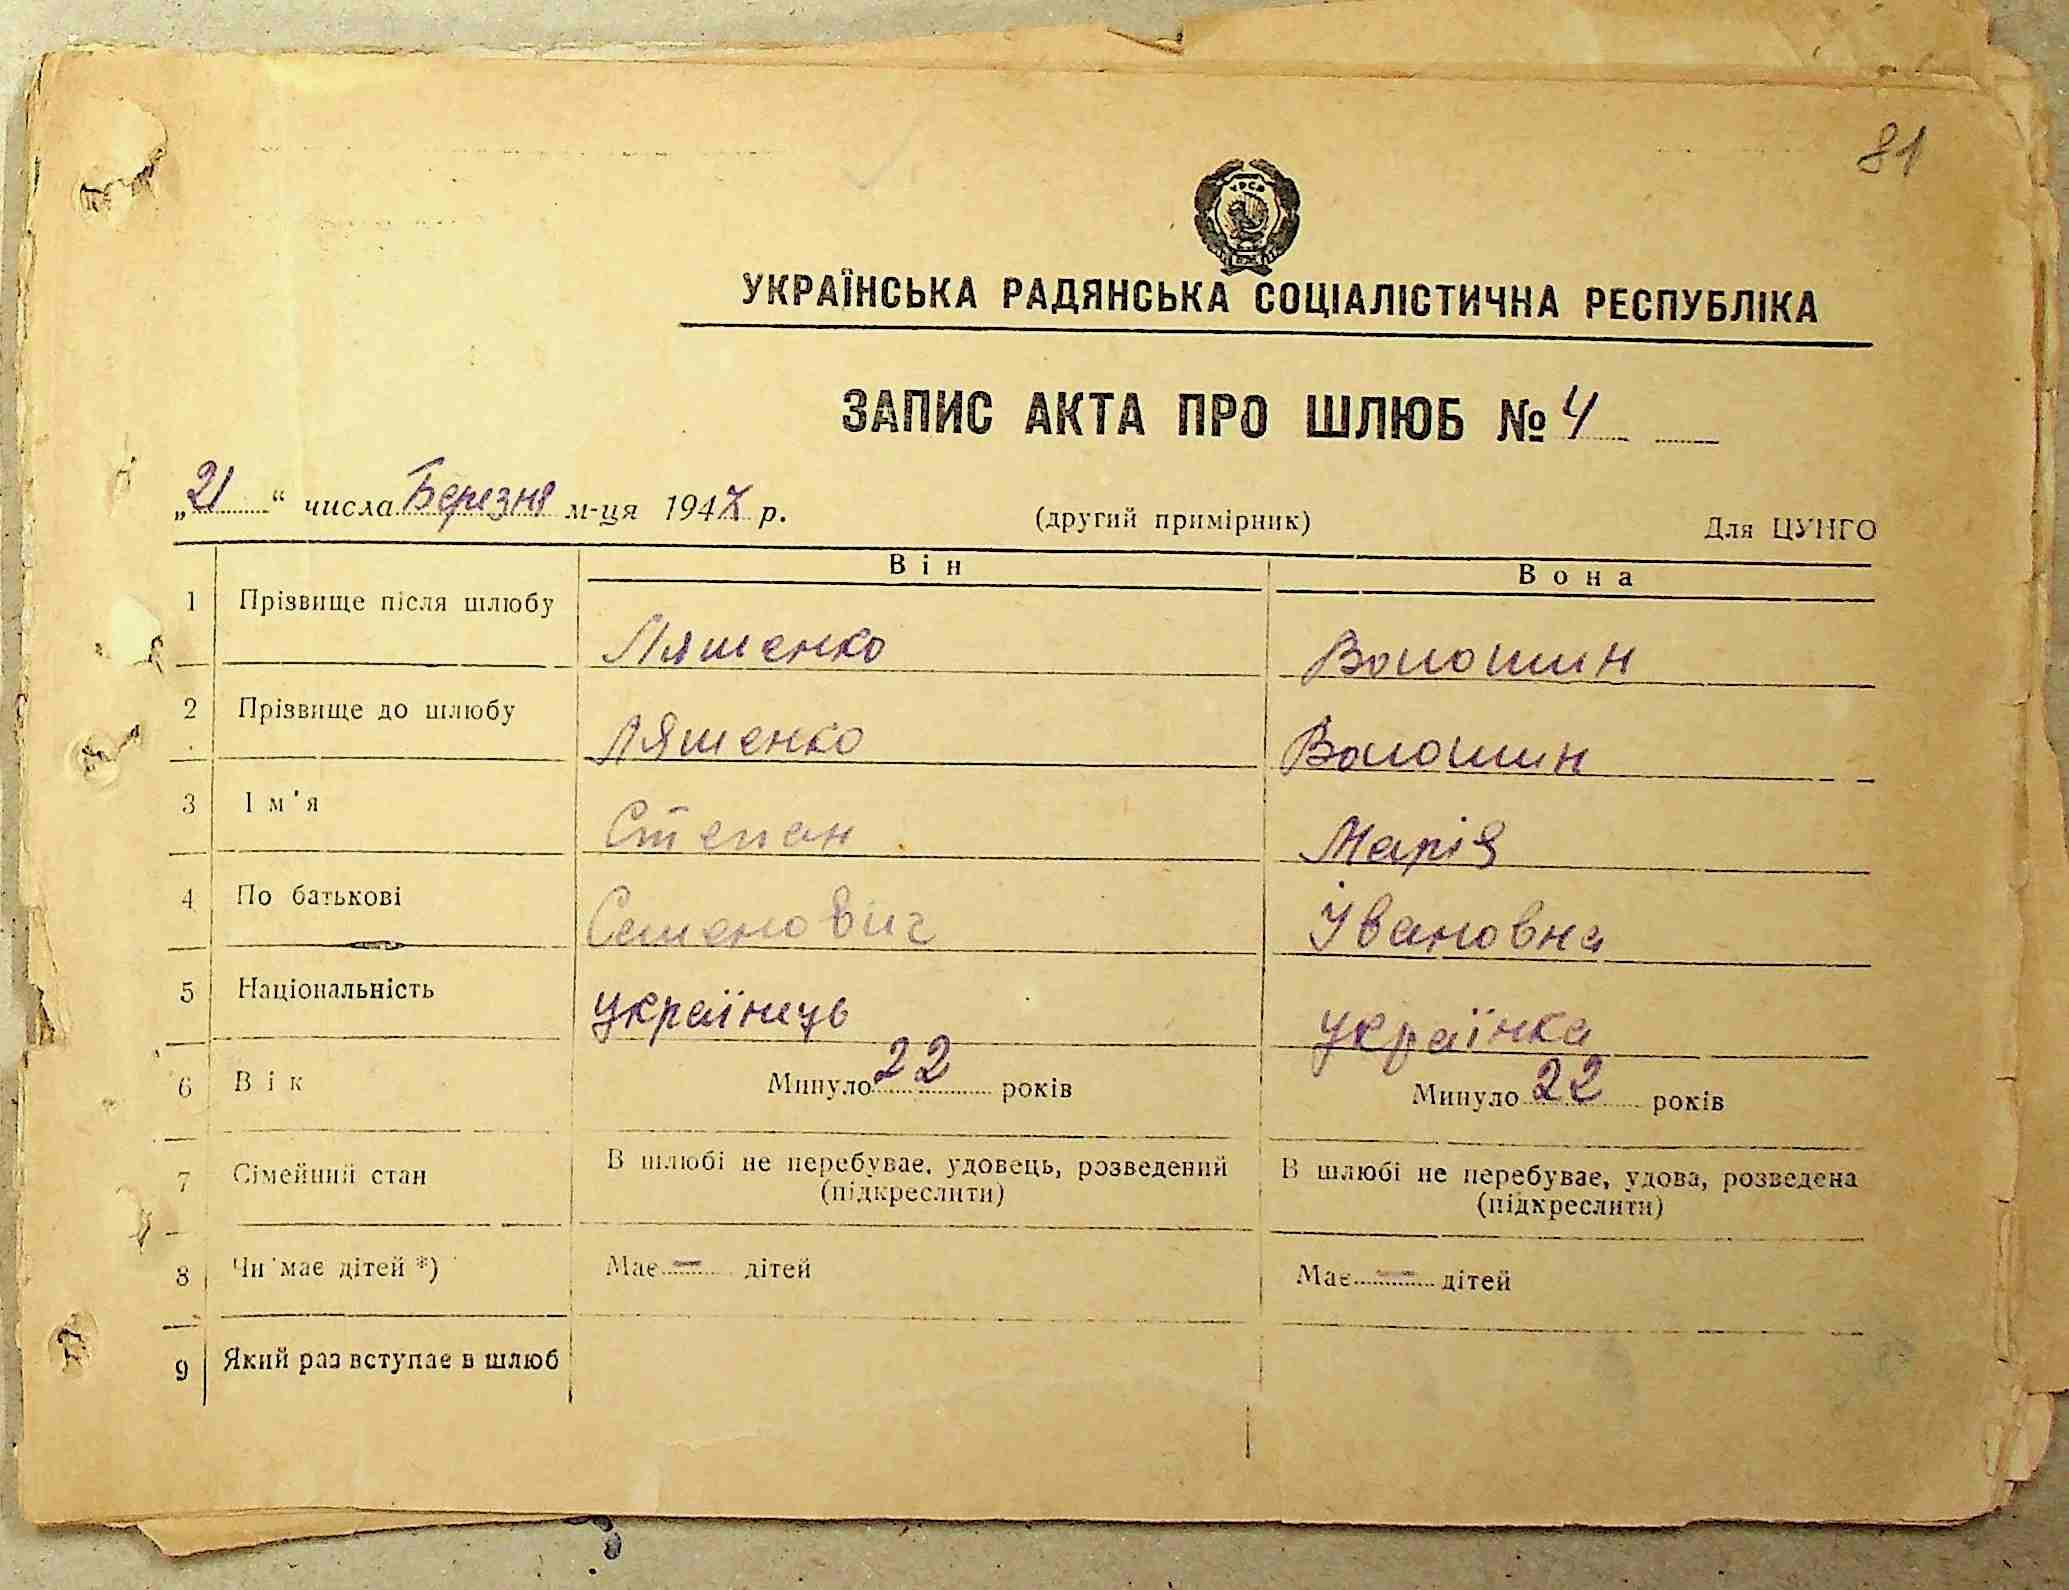 81
УРСР
УКРАЇНСЬКА РАДЯНСЬКА СОЦІАЛІСТИЧНА РЕСПУБЛІКА
ЗАПИС АКТА ПРО ШЛЮБ № 4
„21“ числа Березня м-ця 1947 р. (другий примірник) Для ЦУНГО
Він Вона
1 Прізвище після шлюбу Ляшенко Волошин
2 Прізвище до шлюбу Ляшенко Волошин
3 Ім'я Степан Марія
4 По батькові Семенович Івановна
5 Національність українець українка
6 Вік Минуло 22 років Минуло 22 років
7 Сімейний стан В шлюбі не перебуває, удовець, розведений В шлюбі не перебуває, удова, розведена
(підкреслити) (підкреслити)
8 Чи має дітей *) Має — дітей Має — дітей
9 Який раз вступає в шлюб